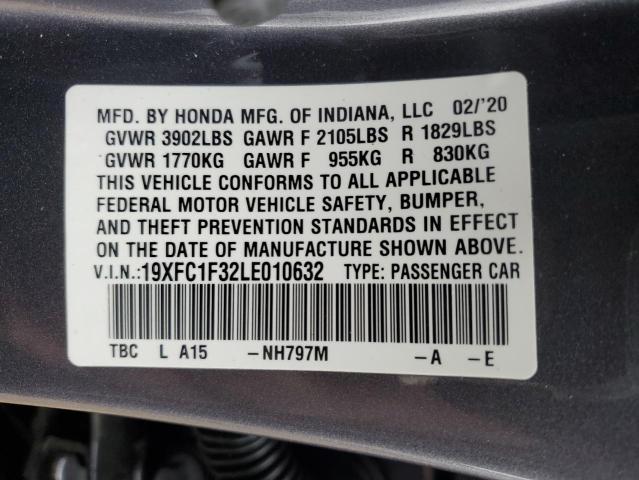 MFD. BY HONDA MFG. OF INDIANA, LLC 02/'20
GVWR 3902LBS GAWR F 2105LBS R 1829LBS
GVWR 1770KG GAWR F 955KG R 830KG
THIS VEHICLE CONFORMS TO ALL APPLICABLE
FEDERAL MOTOR VEHICLE SAFETY, BUMPER,
AND THEFT PREVENTION STANDARDS IN EFFECT
ON THE DATE OF MANUFACTURE SHOWN ABOVE.
V.I.N.:19XFC1F32LE010632 TYPE: PASSENGER CAR
TBC L A15 -NH797M -A -E